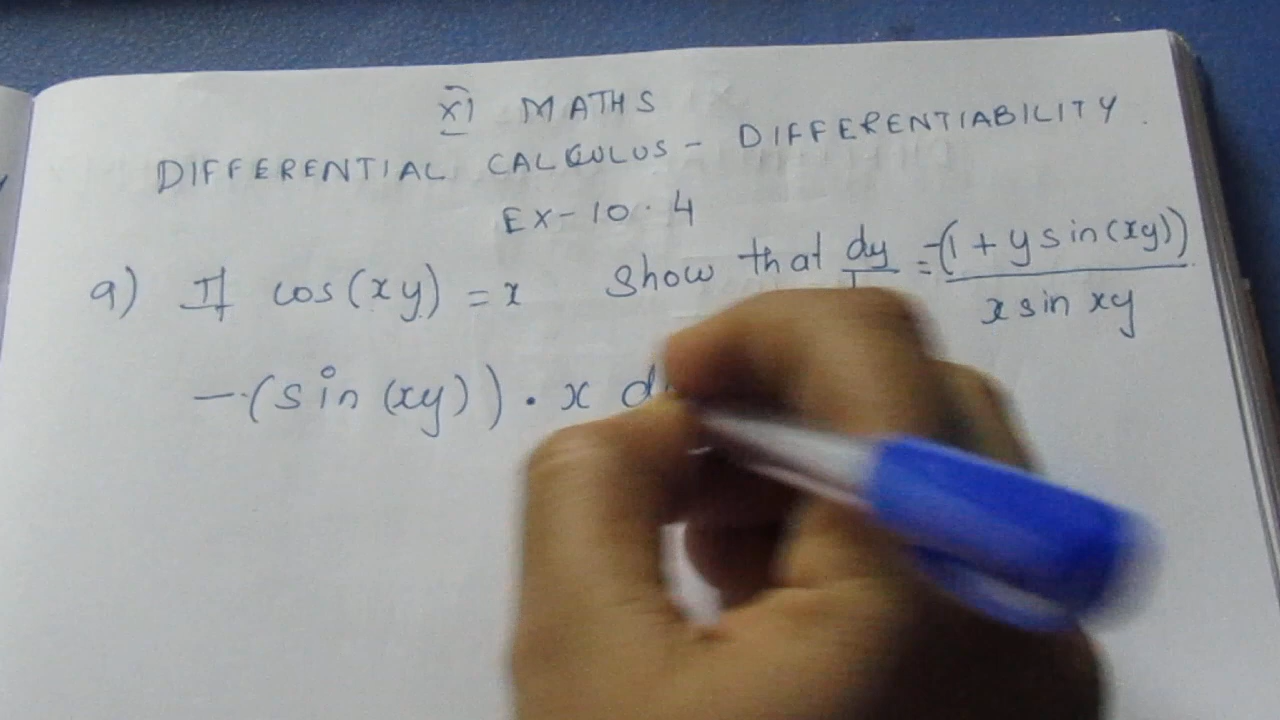 XI MATHS
DIFFERENTIAL CALCULUS - DIFFERENTIABILITY
EX-10.4
9) If cos(xy) = x show that dy/ = -(1 + y sin(xy))/x sin xy
-(sin(xy)) · x d